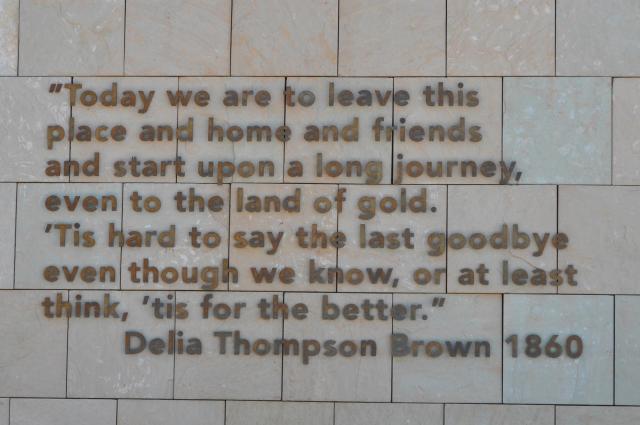 "Today we are to leave this
place and home and friends
and start upon a long journey,
even to the land of gold.
'Tis hard to say the last goodbye
even though we know, or at least
think, 'tis for the better."
Delia Thompson Brown 1860